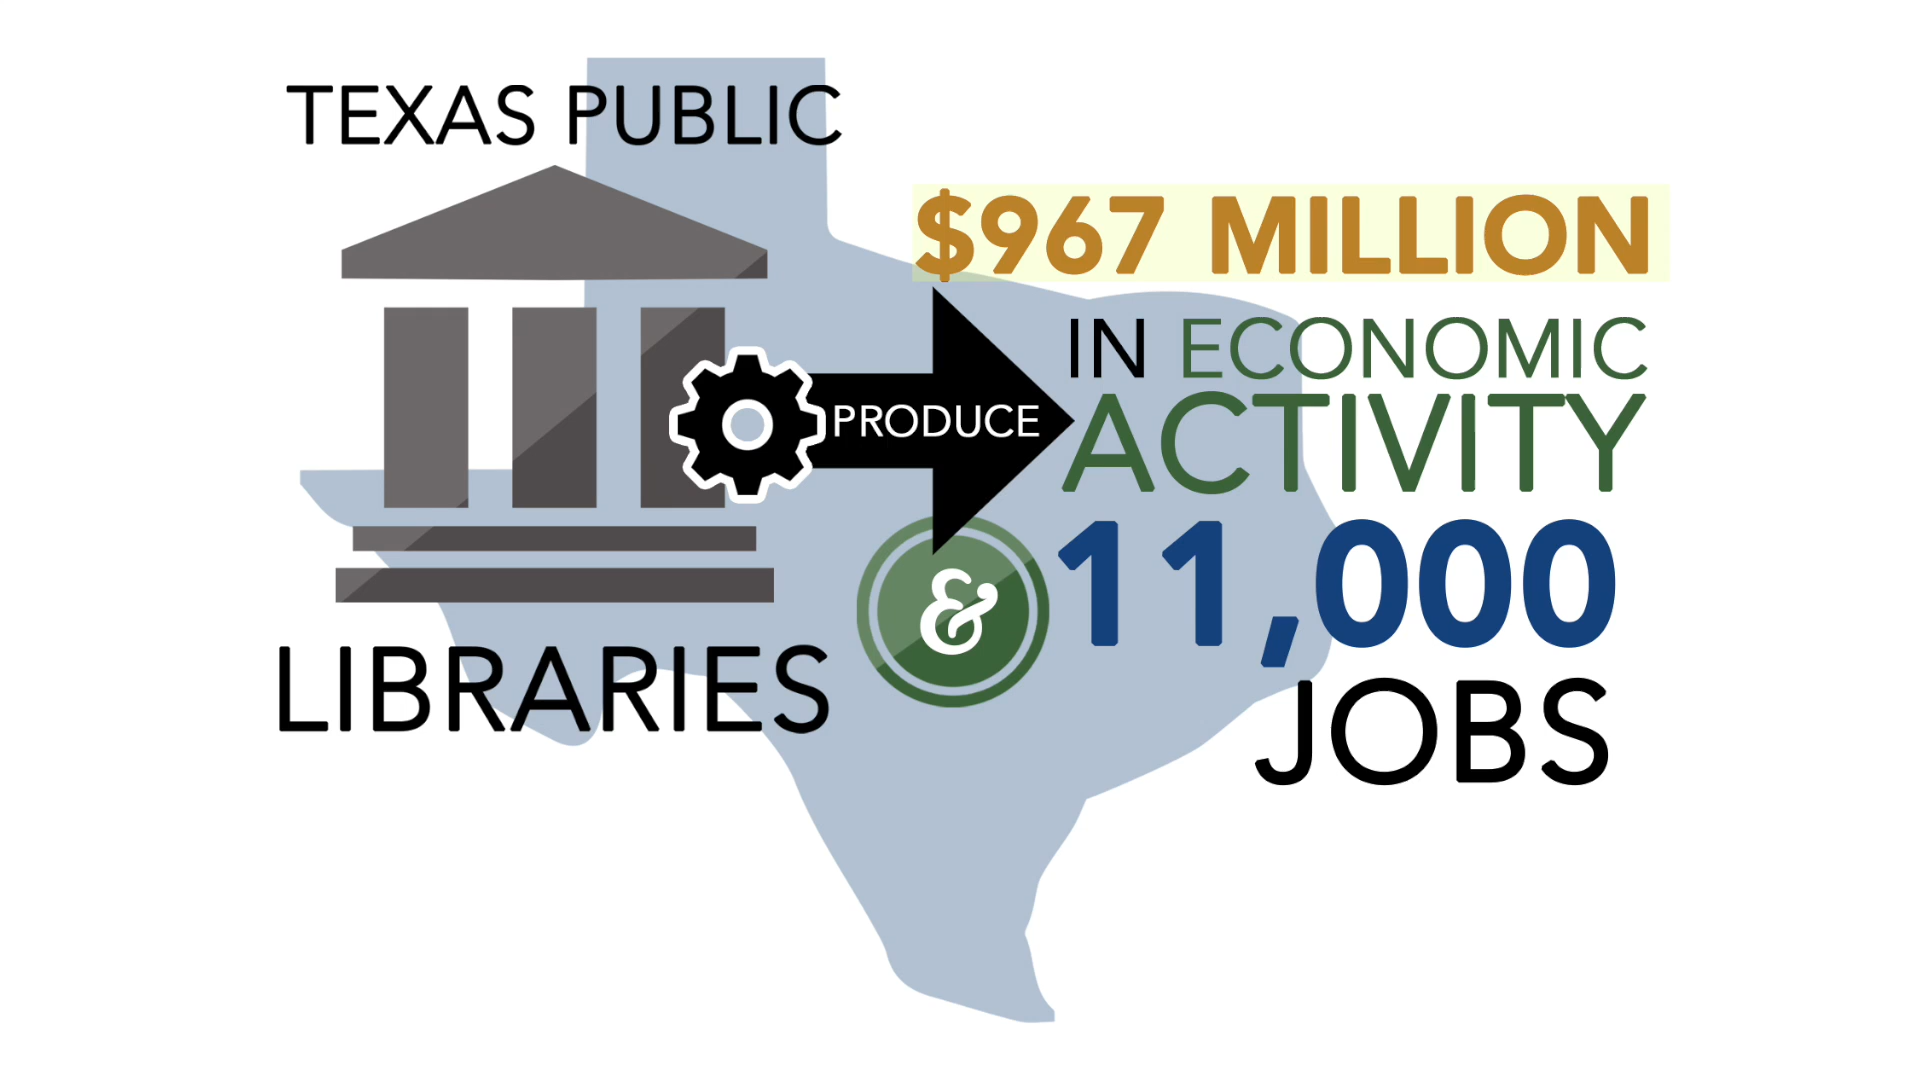 TEXAS PUBLIC
LIBRARIES
PRODUCE
$967 MILLION
IN ECONOMIC
ACTIVITY
&
11,000
JOBS